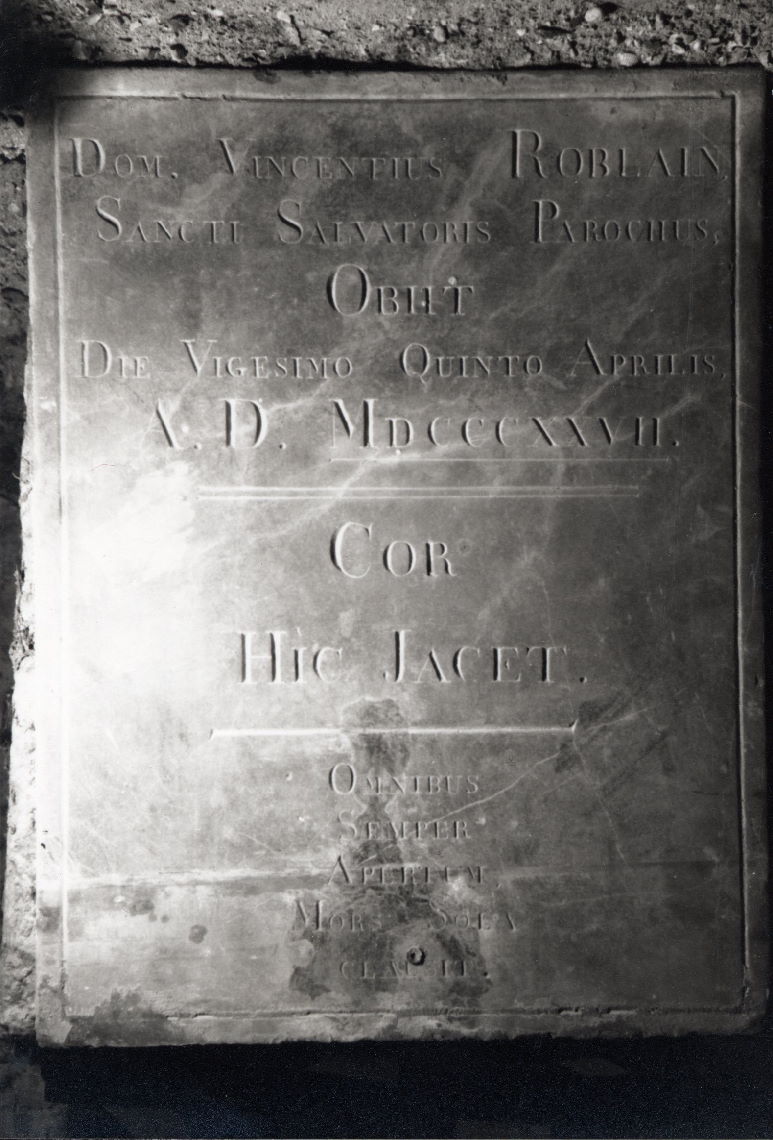 Dom. Vincentius Roblain,
Sancti Salvatoris Parochus,
Obiit
Die Vigesimo Quinto Aprilis,
A.D. MDCCCXXVII.
Cor
Hic Jacet.
Omnibus
Semper
Apertum,
Mors Sola
clausit.